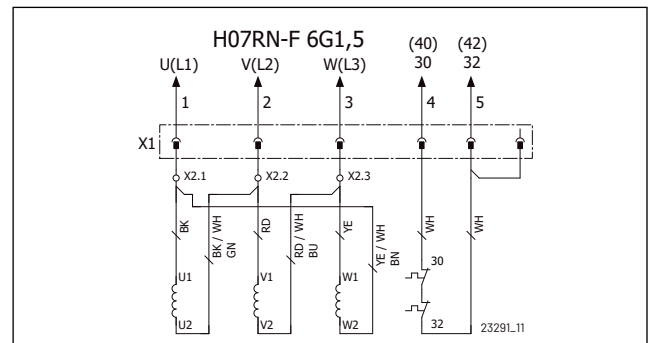 H07RN-F 6G1,5
(40) (42)
U(L1) V(L2) W(L3) 30 32
1 2 3 4 5
X1
X2.1 X2.2 X2.3
BK
BK / WH
GN
RD
RD / WH
BU
YE
YE / WH
BN
WH
WH
U1 V1 W1 30
U2 V2 W2 32
23291_11